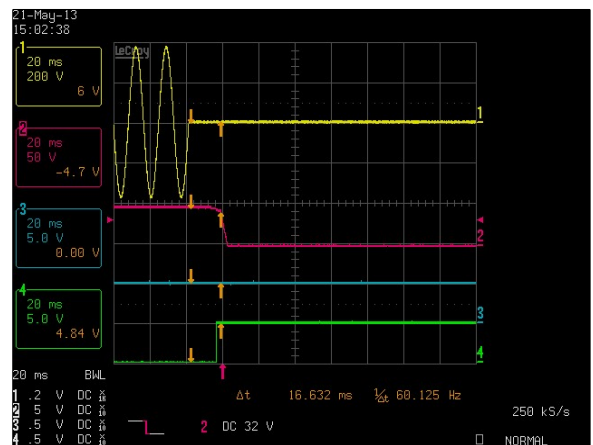 21-May-13
15:02:38
LeCroy
1
20 ms
200 V
6 V
2
20 ms
50 V
-4.7 V
3
20 ms
5.0 V
0.00 V
4
20 ms
5.0 V
4.84 V
1
2
3
4
20 ms BWL
1 .2 V DC
2 5 V DC
3 .5 V DC
4 .5 V DC
Δt 16.632 ms 1/Δt 60.125 Hz
2 DC 32 V
250 kS/s
NORMAL